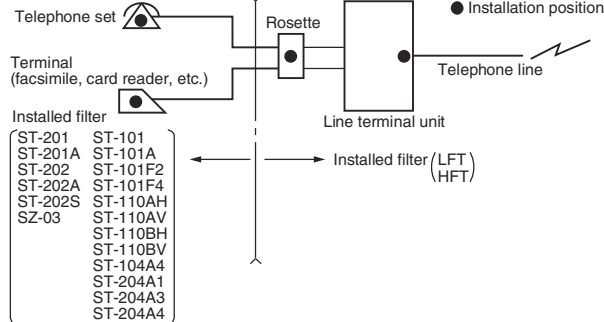 Telephone set
Rosette
● Installation position
Terminal
(facsimile, card reader, etc.)
Telephone line
Line terminal unit
Installed filter
ST-201 ST-101
ST-201A ST-101A
ST-202 ST-101F2
ST-202A ST-101F4
ST-202S ST-110AH
SZ-03 ST-110AV
ST-110BH
ST-110BV
ST-104A4
ST-204A1
ST-204A3
ST-204A4
Installed filter (LFT
HFT)